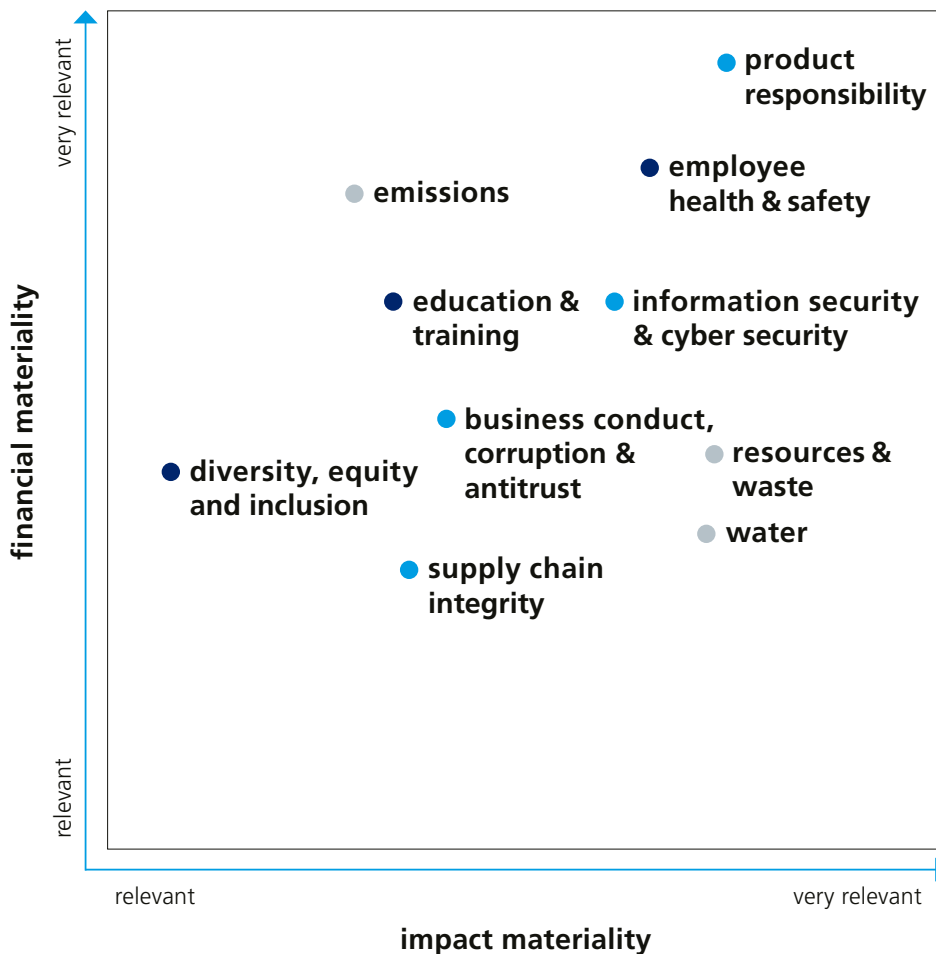 very relevant
product
responsibility
employee
health & safety
emissions
education &
training
information security
& cyber security
financial materiality
business conduct,
corruption &
antitrust
resources &
waste
diversity, equity
and inclusion
water
supply chain
integrity
relevant
relevant
very relevant
impact materiality